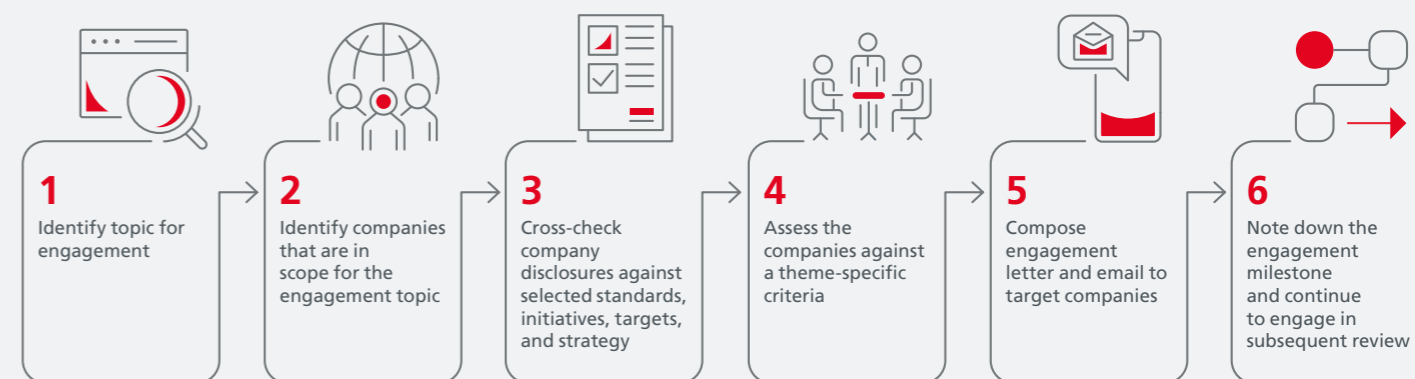 1
Identify topic for
engagement
2
Identify companies
that are in
scope for the
engagement topic
3
Cross-check
company
disclosures against
selected standards,
initiatives, targets,
and strategy
4
Assess the
companies against
a theme-specific
criteria
5
Compose
engagement
letter and email to
target companies
6
Note down the
engagement
milestone
and continue
to engage in
subsequent review